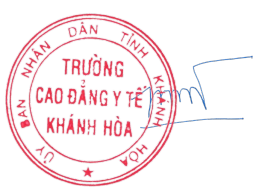 ỦY BAN NHÂN DÂN TỈNH KHÁNH HÒA
TRƯỜNG
CAO ĐẲNG Y TẾ
KHÁNH HÒA